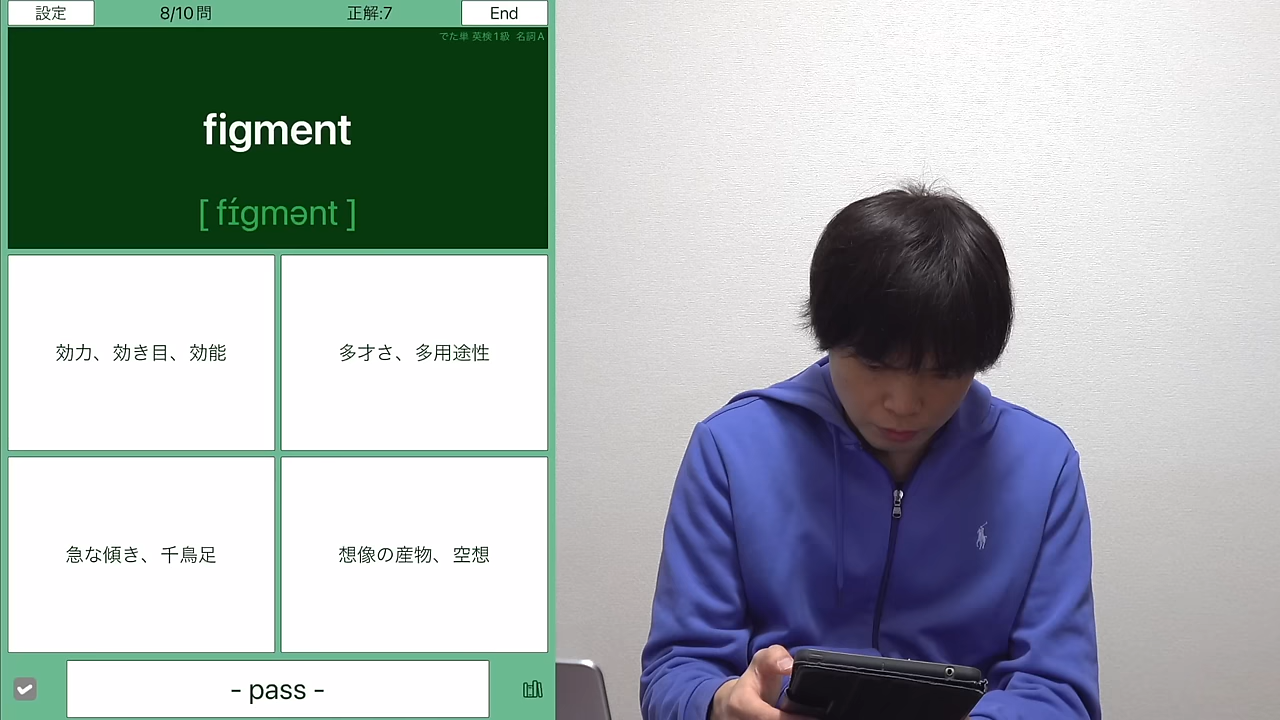 設定
8/10問
正解:7
End
でた単 英検1級 名詞A
figment
[ fígmənt ]
効力、効き目、効能
多才さ、多用途性
急な傾き、千鳥足
想像の産物、空想
- pass -